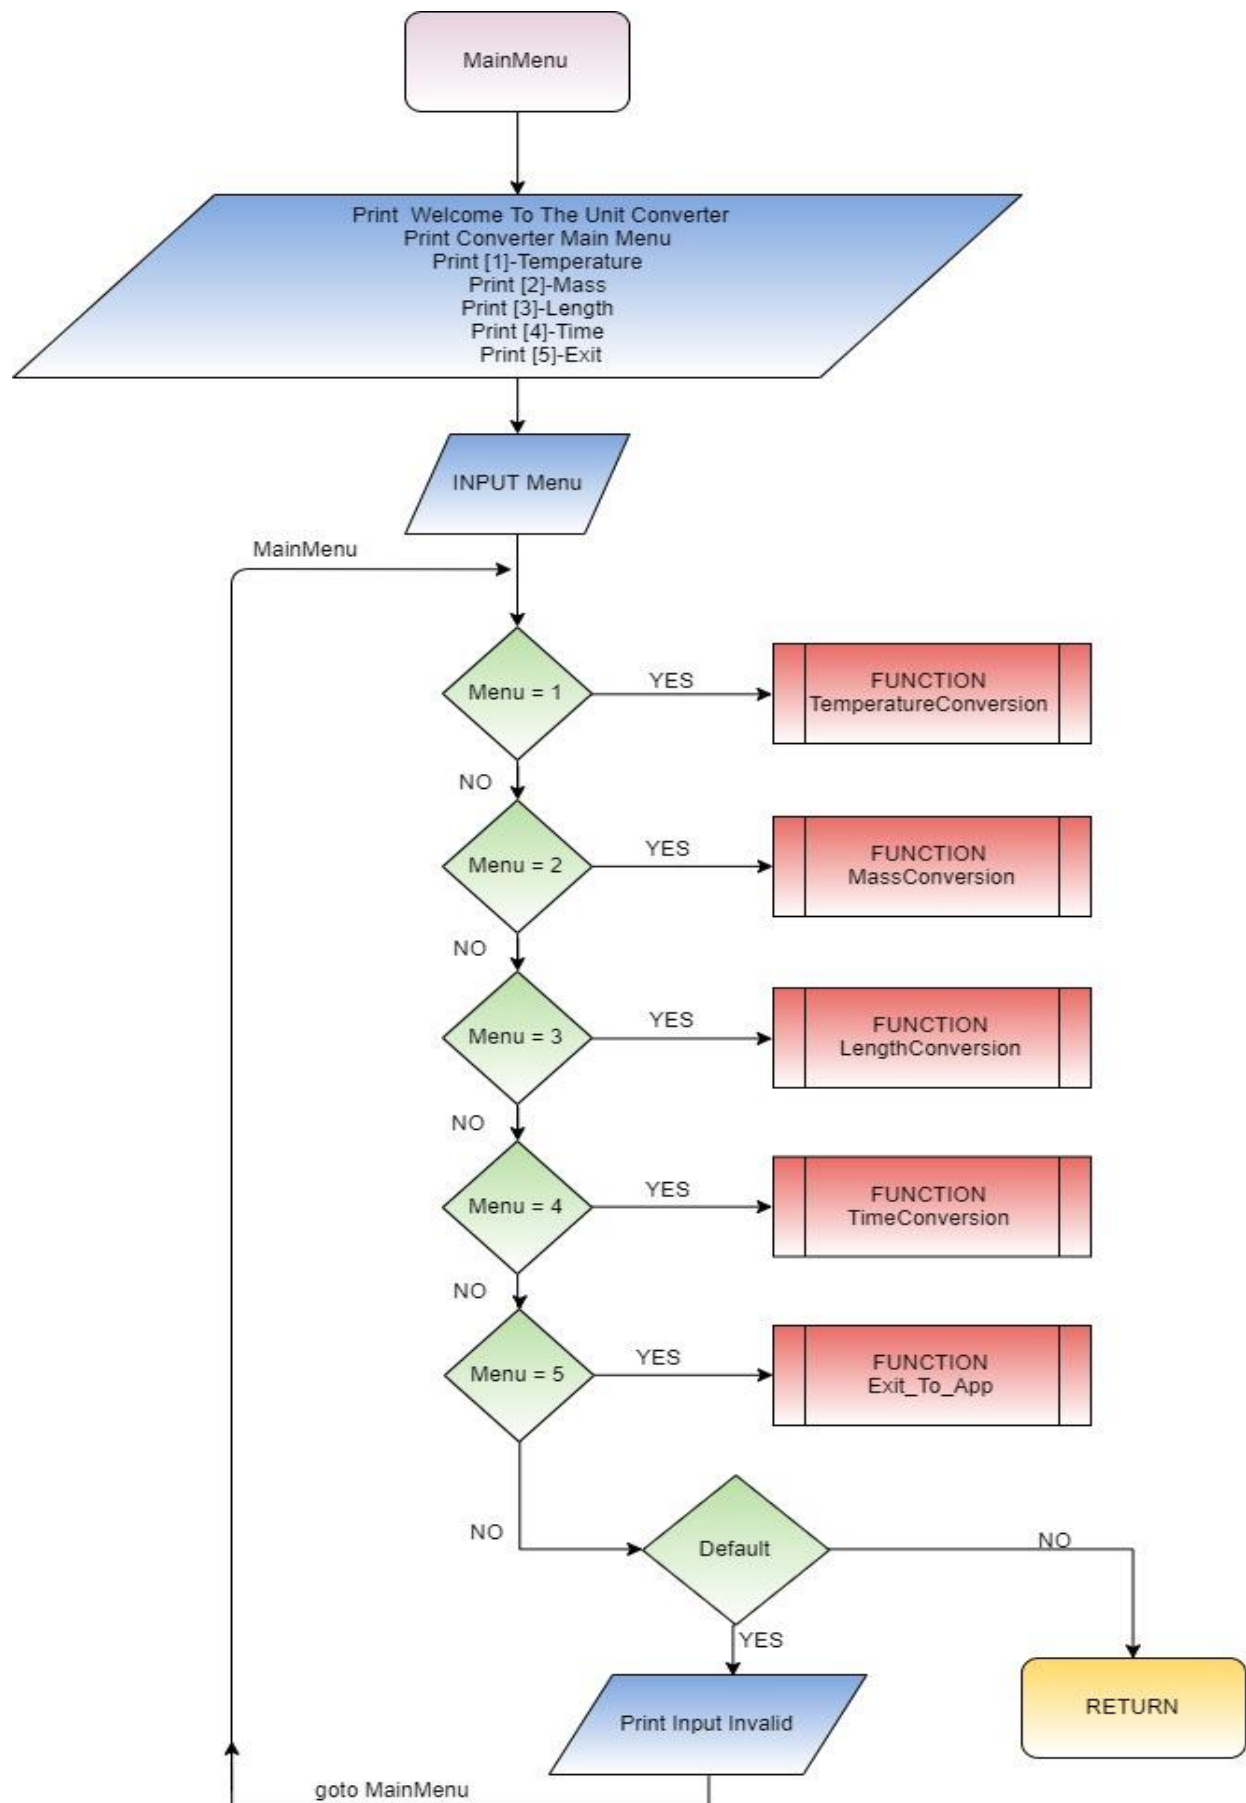 MainMenu
Print  Welcome To The Unit Converter
Print Converter Main Menu
Print [1]-Temperature
Print [2]-Mass
Print [3]-Length
Print [4]-Time
Print [5]-Exit
INPUT Menu
MainMenu
Menu = 1
YES
FUNCTION
TemperatureConversion
NO
Menu = 2
YES
FUNCTION
MassConversion
NO
Menu = 3
YES
FUNCTION
LengthConversion
NO
Menu = 4
YES
FUNCTION
TimeConversion
NO
Menu = 5
YES
FUNCTION
Exit_To_App
NO
Default
NO
YES
Print Input Invalid
RETURN
goto MainMenu